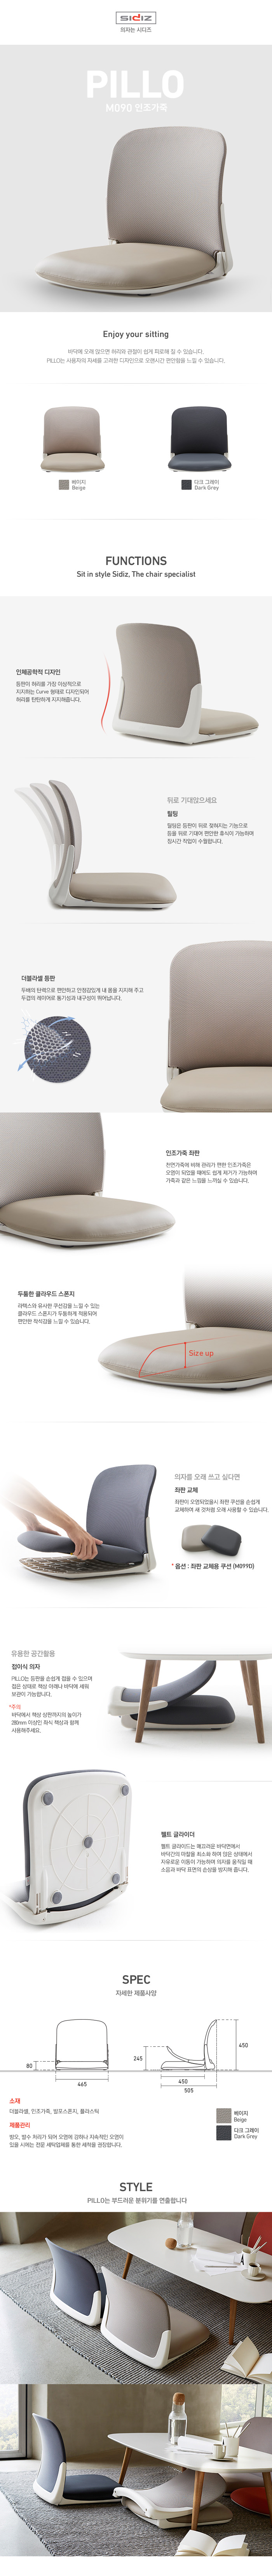 SIDIZ
의자는 시디즈
PILLO
M090 인조가죽
Enjoy your sitting
바닥에 오래 앉으면 허리와 관절이 쉽게 피로해 질 수 있습니다.
PILLO는 사용자의 자세를 고려한 디자인으로 오랜시간 편안함을 느낄 수 있습니다.
베이지
Beige
다크 그레이
Dark Grey
FUNCTIONS
Sit in style Sidiz, The chair specialist
인체공학적 디자인
등판이 허리를 가장 이상적으로
지지하는 Curve 형태로 디자인되어
허리를 탄탄하게 지지해줍니다.
뒤로 기대앉으세요
틸팅
틸팅은 등판이 뒤로 젖혀지는 기능으로
등을 뒤로 기대어 편안한 휴식이 가능하며
장시간 작업이 수월합니다.
더블라셀 등판
두배의 탄력으로 편안하고 안정감있게 내 몸을 지지해 주고
두겹의 레이어로 통기성과 내구성이 뛰어납니다.
인조가죽 좌판
천연가죽에 비해 관리가 편한 인조가죽은
오염이 되었을 때에도 쉽게 제거가 가능하며
가죽과 같은 느낌을 느끼실 수 있습니다.
두툼한 클라우드 스폰지
라텍스와 유사한 쿠션감을 느낄 수 있는
클라우드 스폰지가 두툼하게 적용되어
편안한 착석감을 느낄 수 있습니다.
Size up
의자를 오래 쓰고 싶다면
좌판 교체
좌판이 오염되었을시 좌판 쿠션을 손쉽게
교체하여 새 것처럼 오래 사용할 수 있습니다.
* 옵션 : 좌판 교체용 쿠션 (M099D)
유용한 공간활용
접이식 의자
PILLO는 등판을 손쉽게 접을 수 있으며
접은 상태로 책상 아래나 바닥에 세워
보관이 가능합니다.
*주의
바닥에서 책상 상판까지의 높이가
280mm 이상인 좌식 책상과 함께
사용해주세요.
펠트 글라이더
펠트 글라이드는 매끄러운 바닥면에서
바닥간의 마찰을 최소화 하여 앉은 상태에서
자유로운 이동이 가능하며 의자를 움직일 때
소음과 바닥 표면의 손상을 방지해 줍니다.
SPEC
자세한 제품사양
80
465
245
450
450
505
소재
더블라셀, 인조가죽, 발포스폰지, 플라스틱
제품관리
방오, 발수 처리가 되어 오염에 강하나 지속적인 오염이
있을 시에는 전문 세탁업체를 통한 세척을 권장합니다.
베이지
Beige
다크 그레이
Dark Grey
STYLE
PILLO는 부드러운 분위기를 연출합니다